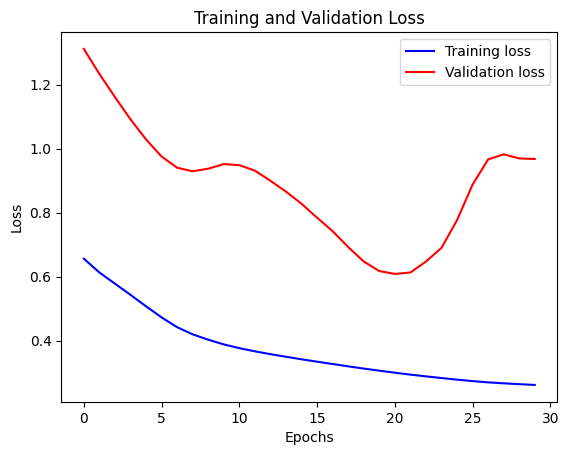 Training and Validation Loss
Training loss
Validation loss
1.2
1.0
0.8
0.6
0.4
Loss
0 5 10 15 20 25 30
Epochs